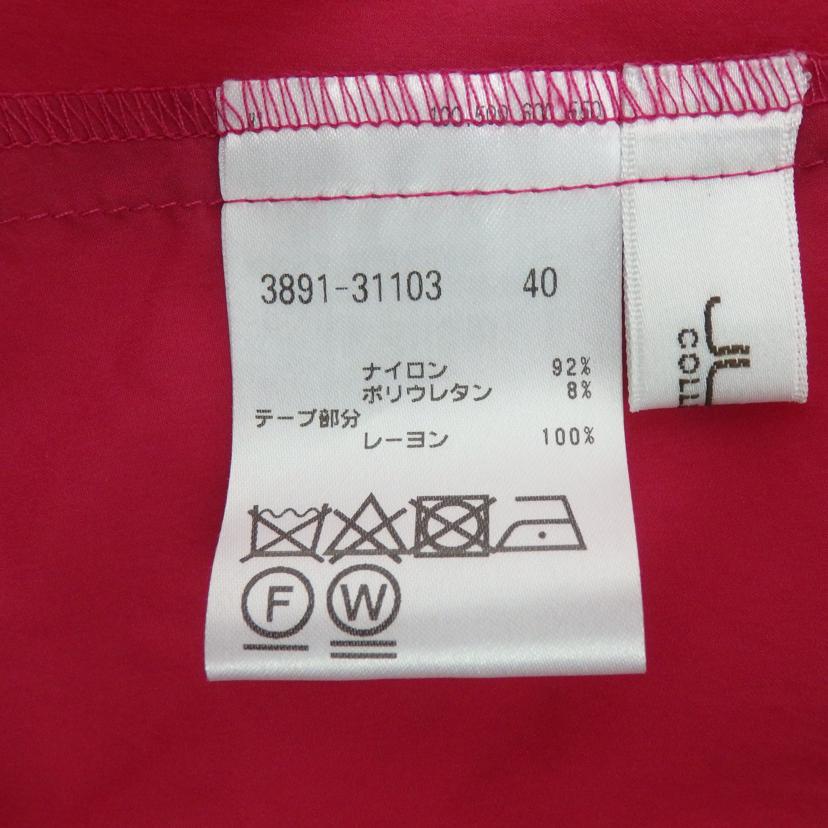 3891-31103 40
ナイロン 92%
ポリウレタン 8%
テープ部分
レーヨン 100%
F W